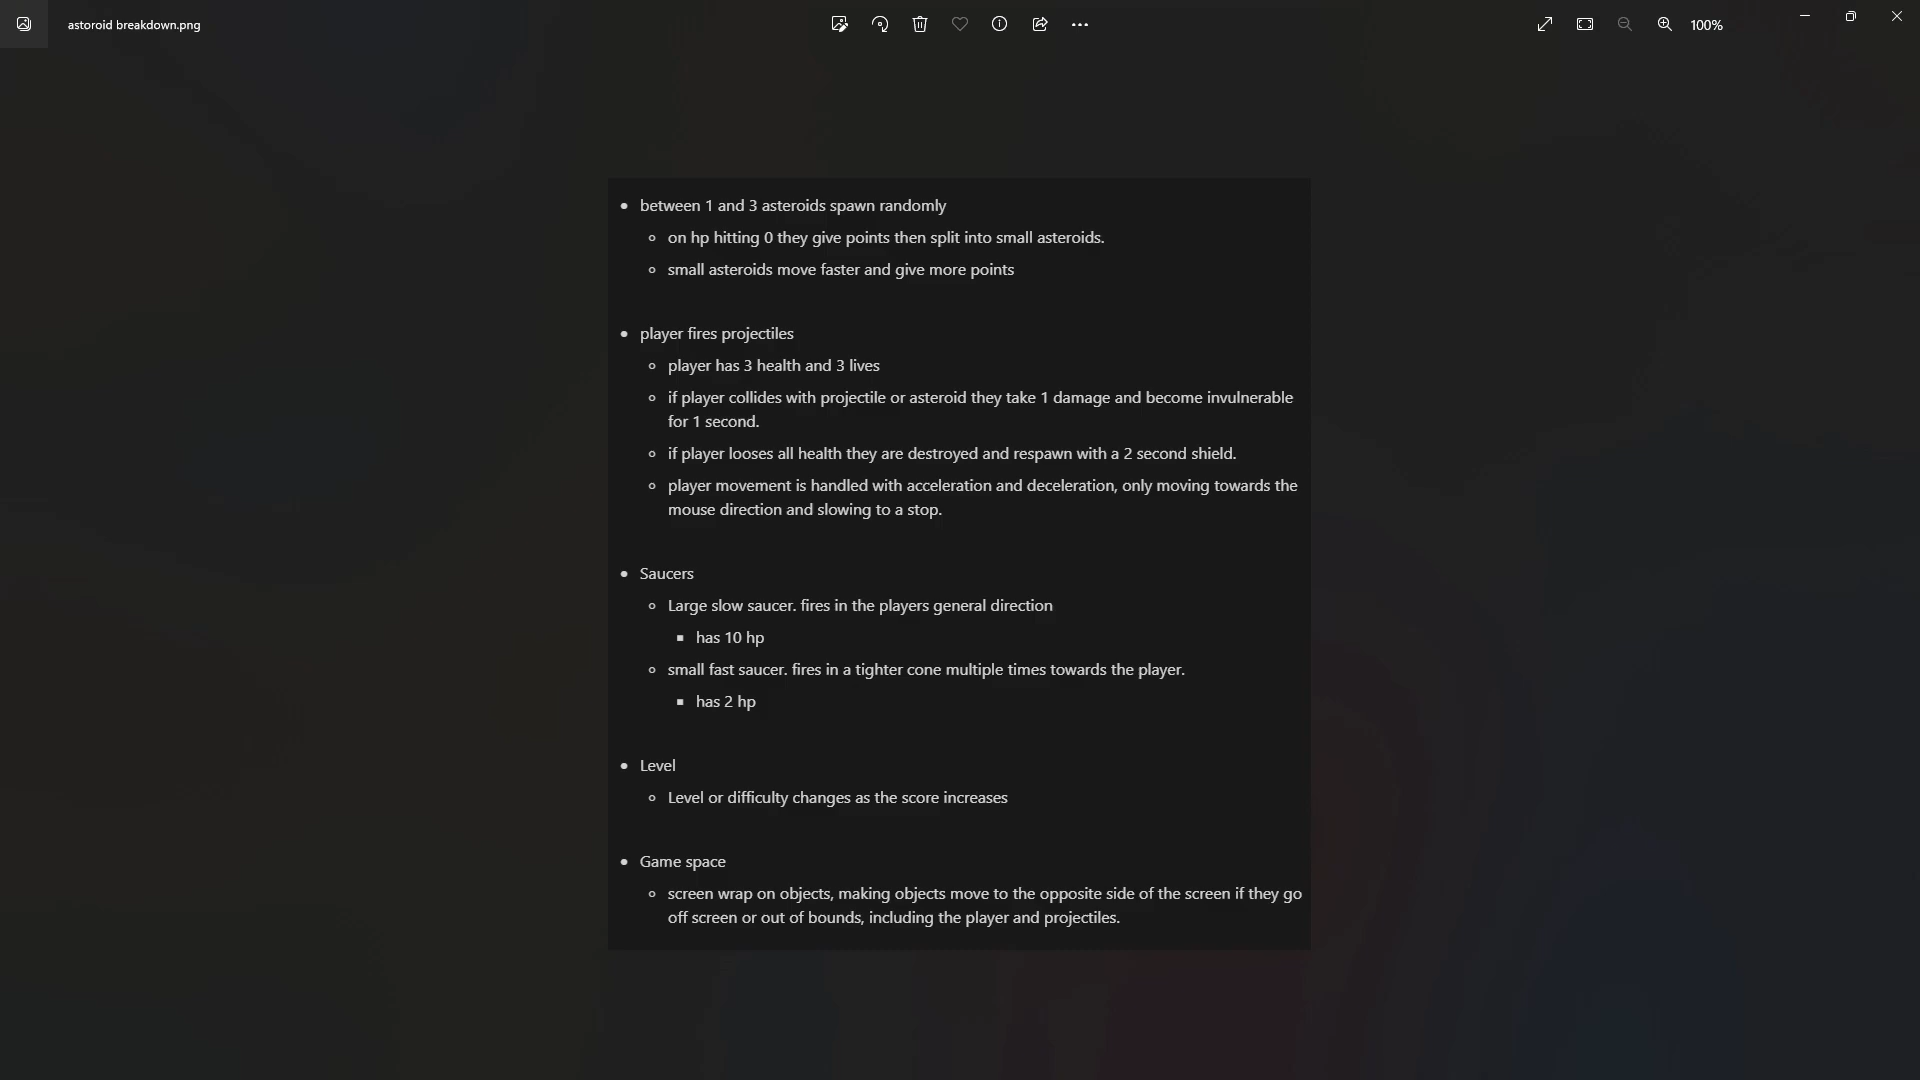 astoroid breakdown.png
100%
between 1 and 3 asteroids spawn randomly
on hp hitting 0 they give points then split into small asteroids.
small asteroids move faster and give more points
player fires projectiles
player has 3 health and 3 lives
if player collides with projectile or asteroid they take 1 damage and become invulnerable
for 1 second.
if player looses all health they are destroyed and respawn with a 2 second shield.
player movement is handled with acceleration and deceleration, only moving towards the
mouse direction and slowing to a stop.
Saucers
Large slow saucer. fires in the players general direction
has 10 hp
small fast saucer. fires in a tighter cone multiple times towards the player.
has 2 hp
Level
Level or difficulty changes as the score increases
Game space
screen wrap on objects, making objects move to the opposite side of the screen if they go
off screen or out of bounds, including the player and projectiles.